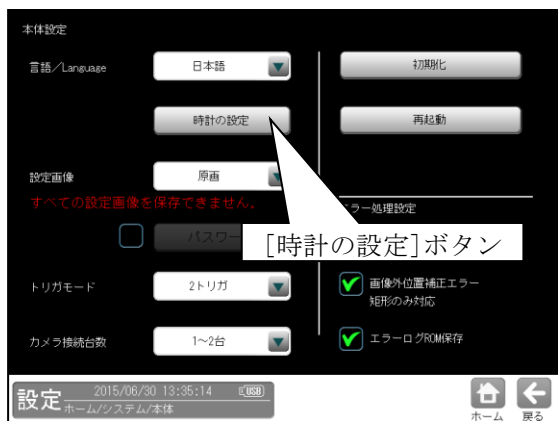 本体設定
言語/Language
日本語
初期化
時計の設定
再起動
設定画像
原画
すべての設定画像を保存できません。
ラー処理設定
パスワー
[時計の設定]ボタン
トリガモード
2トリガ
画像外位置補正エラー
矩形のみ対応
カメラ接続台数
1~2台
エラーログROM保存
設定
2015/06/30 13:35:14
USB
ホーム/システム/本体
ホーム
戻る